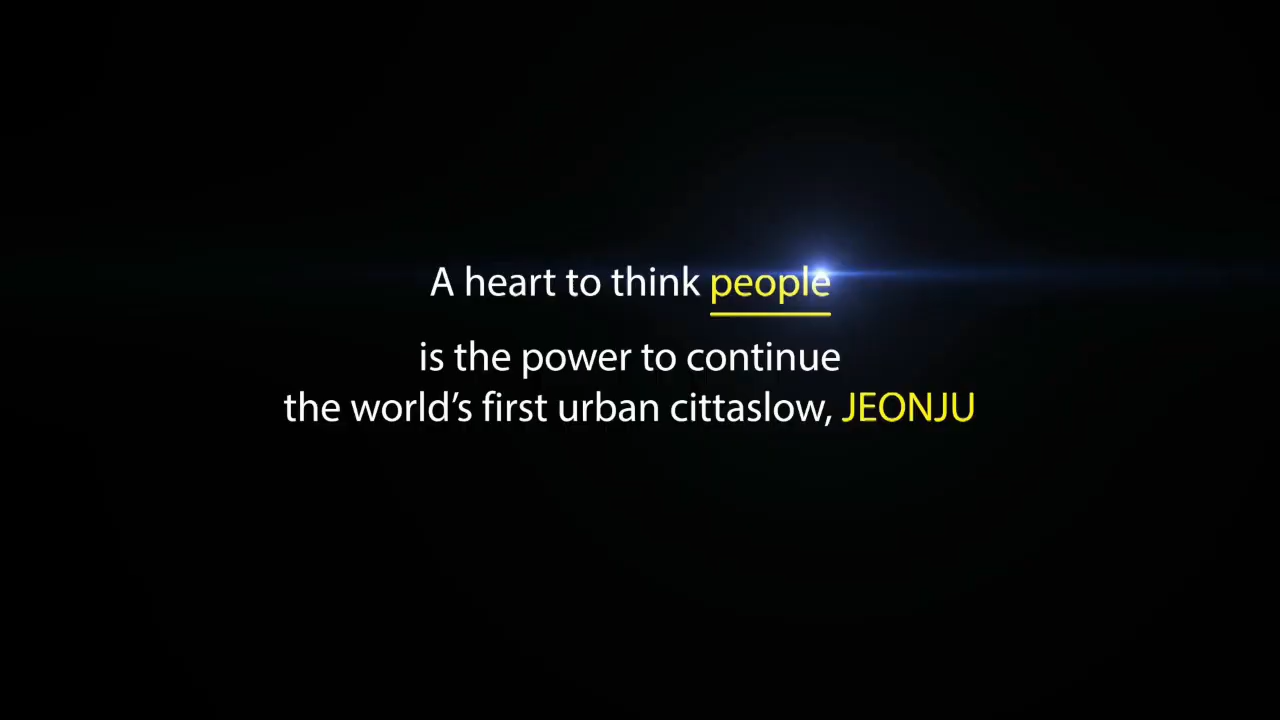 A heart to think people
is the power to continue
the world’s first urban cittaslow, JEONJU